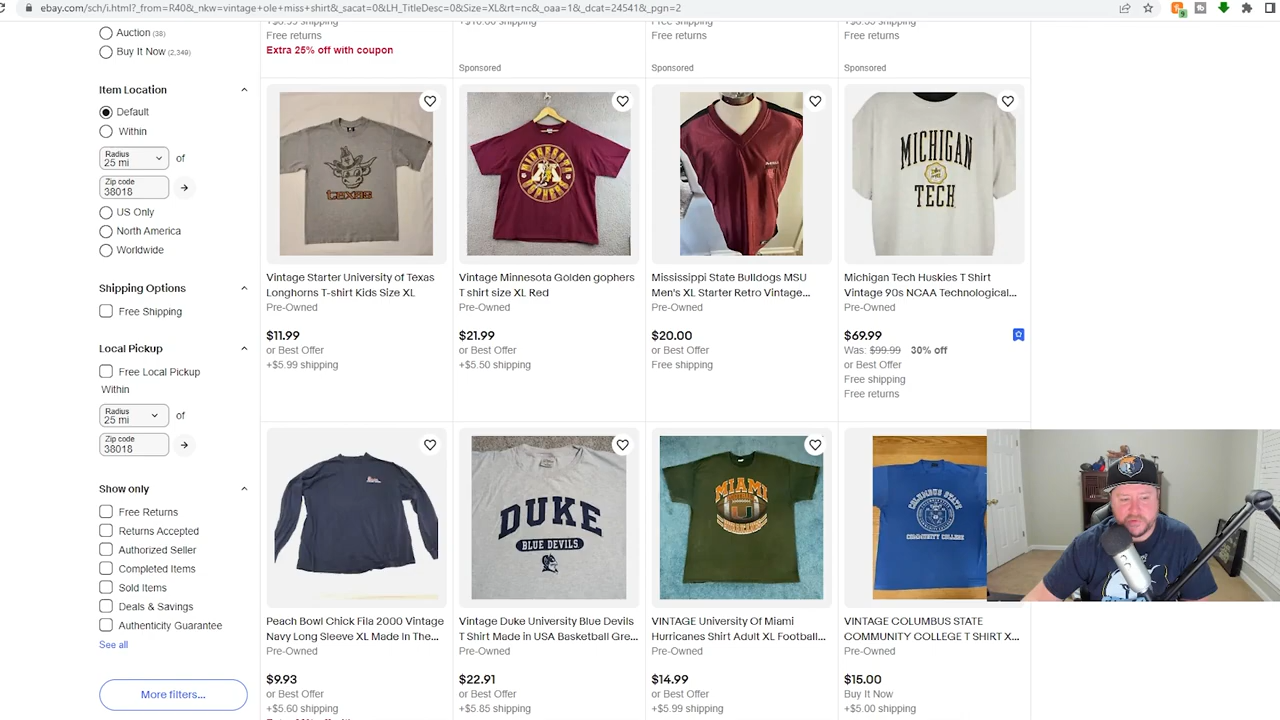 ebay.com/sch/i.html?_from=R40&_nkw=vintage+ole+miss+shirt&_sacat=0&LH_TitleDesc=0&Size=XL&rt=nc&_oaa=1&_dcat=24541&_pgn=2
Auction (38)
Buy It Now (2,349)
Item Location
Default
Within
Radius
25 mi
of
Zip code
38018
US Only
North America
Worldwide
Shipping Options
Free Shipping
Local Pickup
Free Local Pickup
Within
Radius
25 mi
of
Zip code
38018
Show only
Free Returns
Returns Accepted
Authorized Seller
Completed Items
Sold Items
Deals & Savings
Authenticity Guarantee
See all
More filters...
Free returns
Extra 25% off with coupon
Sponsored
Free returns
Sponsored
Free returns
Sponsored
TEXAS
Vintage Starter University of Texas
Longhorns T-shirt Kids Size XL
Pre-Owned
$11.99
or Best Offer
+$5.99 shipping
MINNESOTA
GOPHERS
Vintage Minnesota Golden gophers
T shirt size XL Red
Pre-Owned
$21.99
or Best Offer
+$5.50 shipping
Mississippi State Bulldogs MSU
Men's XL Starter Retro Vintage...
Pre-Owned
$20.00
or Best Offer
Free shipping
MICHIGAN
TECH
Michigan Tech Huskies T Shirt
Vintage 90s NCAA Technological...
Pre-Owned
$69.99
Was: $99.99 30% off
or Best Offer
Free shipping
Free returns
Peach Bowl Chick Fila 2000 Vintage
Navy Long Sleeve XL Made In The...
Pre-Owned
$9.93
or Best Offer
+$5.60 shipping
DUKE
BLUE DEVILS
Vintage Duke University Blue Devils
T Shirt Made in USA Basketball Gre...
Pre-Owned
$22.91
or Best Offer
+$5.85 shipping
MIAMI
VINTAGE University Of Miami
Hurricanes Shirt Adult XL Football...
Pre-Owned
$14.99
or Best Offer
+$5.99 shipping
COLUMBUS STATE
COMMUNITY COLLEGE
VINTAGE COLUMBUS STATE
COMMUNITY COLLEGE T SHIRT X...
Pre-Owned
$15.00
Buy It Now
+$5.00 shipping